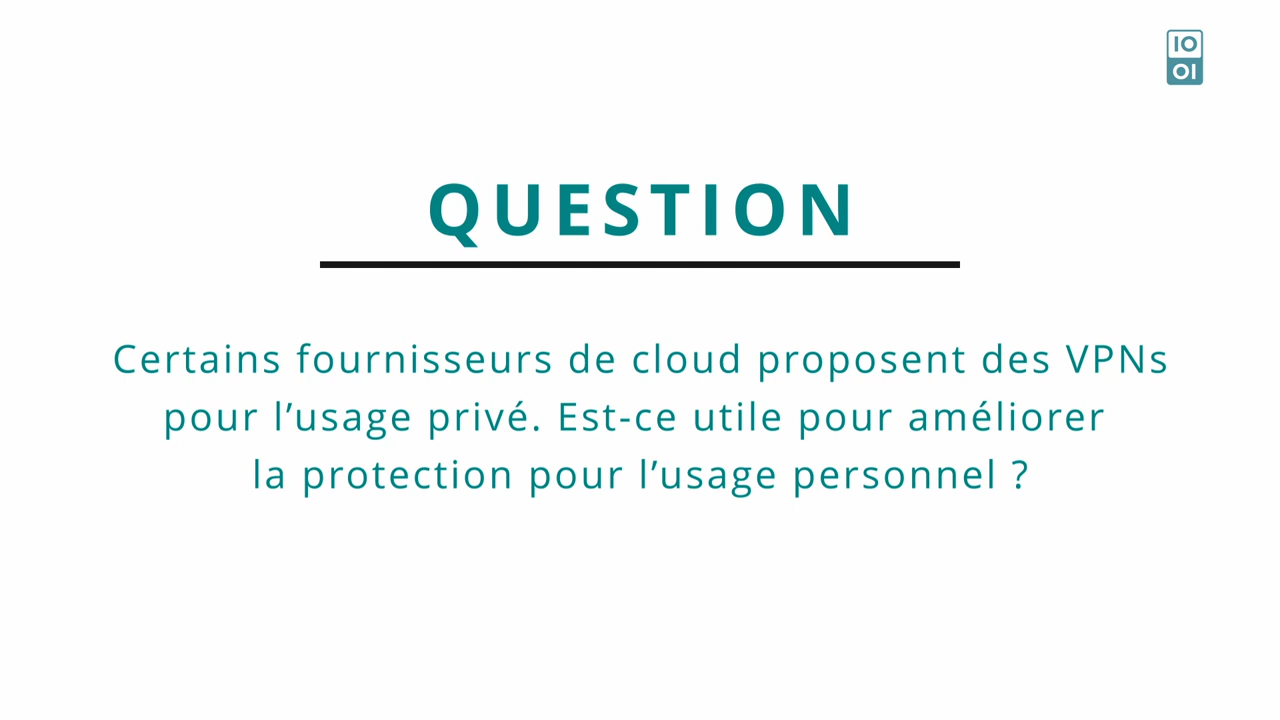 IO
OI
QUESTION
Certains fournisseurs de cloud proposent des VPNs
pour l’usage privé. Est-ce utile pour améliorer
la protection pour l’usage personnel ?